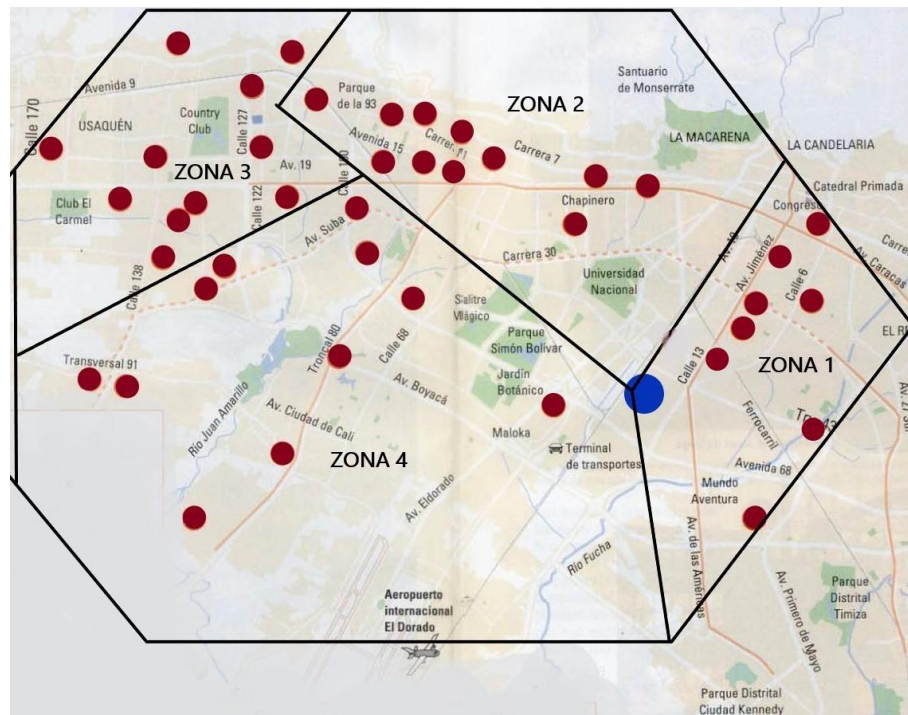 Santuario
de Monserrate
ZONA 2
Parque
de la 93
Avenida 9
Country
Club
Calle 127
Calle 170
USAQUÉN
LA MACARENA
LA CANDELARIA
Avenida 15
Carrera 7
ZONA 3
Av. 19
Calle 122
Chapinero
Catedral Primada
Congreso
Club El
Carmel
Av. Suba
Carrera 30
Av. 19
Av. Jiménez
Calle 6
Av. Caracas
Calle 138
Universidad
Nacional
Salitre
Mágico
Parque
Simón Bolívar
Troncal 80
Calle 68
Transversal 91
Jardín
Botánico
Calle 13
ZONA 1
Av. Boyacá
Río Juan Amarillo
Av. Ciudad de Cali
Maloka
Ferrocarril
ZONA 4
Terminal
de transportes
Avenida 68
Mundo
Aventura
Av. Eldorado
Río Fucha
Av. de las Américas
Aeropuerto
internacional
El Dorado
Av. Primero de Mayo
Parque
Distrital
Timiza
Parque Distrital
Ciudad Kennedy